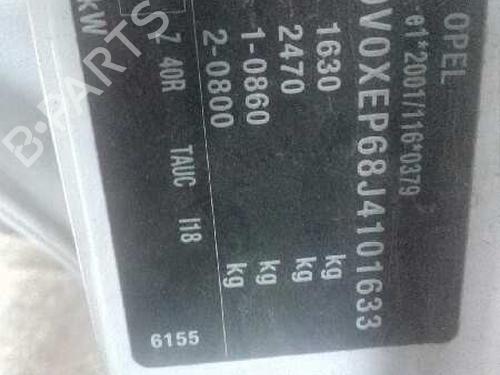 OPEL
e1*2001/116*0379
0V0XEP68J4101633
1630 kg
2470 kg
1-0860 kg
2-0800 kg
Z 40R TAUC I18
kW
6155
B-PARTS